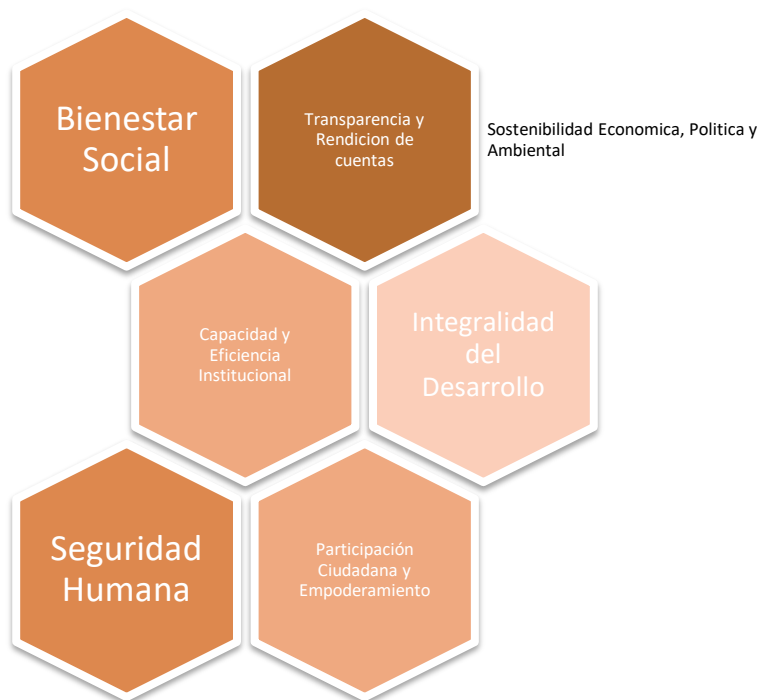 Bienestar
Social
Transparencia y
Rendicion de
cuentas
Sostenibilidad Economica, Politica y
Ambiental
Capacidad y
Eficiencia
Institucional
Integralidad
del
Desarrollo
Seguridad
Humana
Participación
Ciudadana y
Empoderamiento